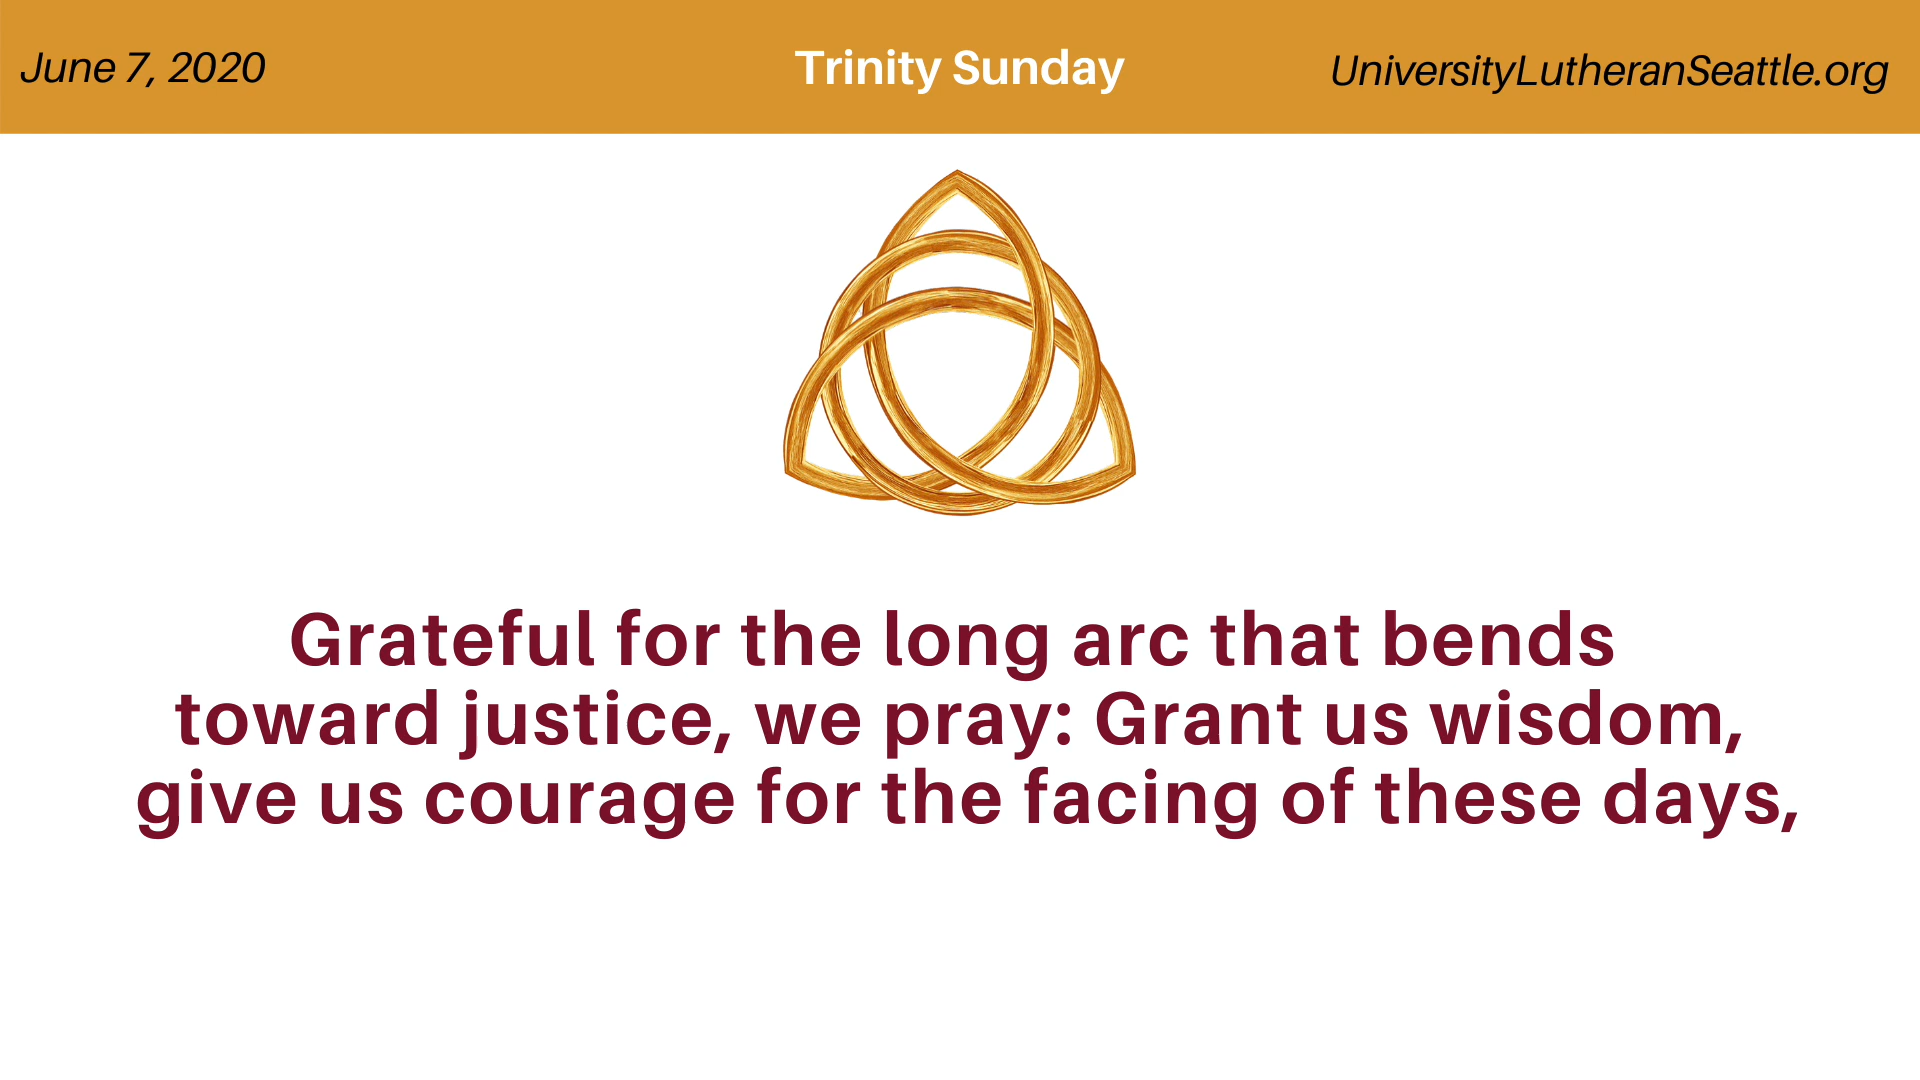 June 7, 2020
Trinity Sunday
UniversityLutheranSeattle.org
Grateful for the long arc that bends
toward justice, we pray: Grant us wisdom,
give us courage for the facing of these days,